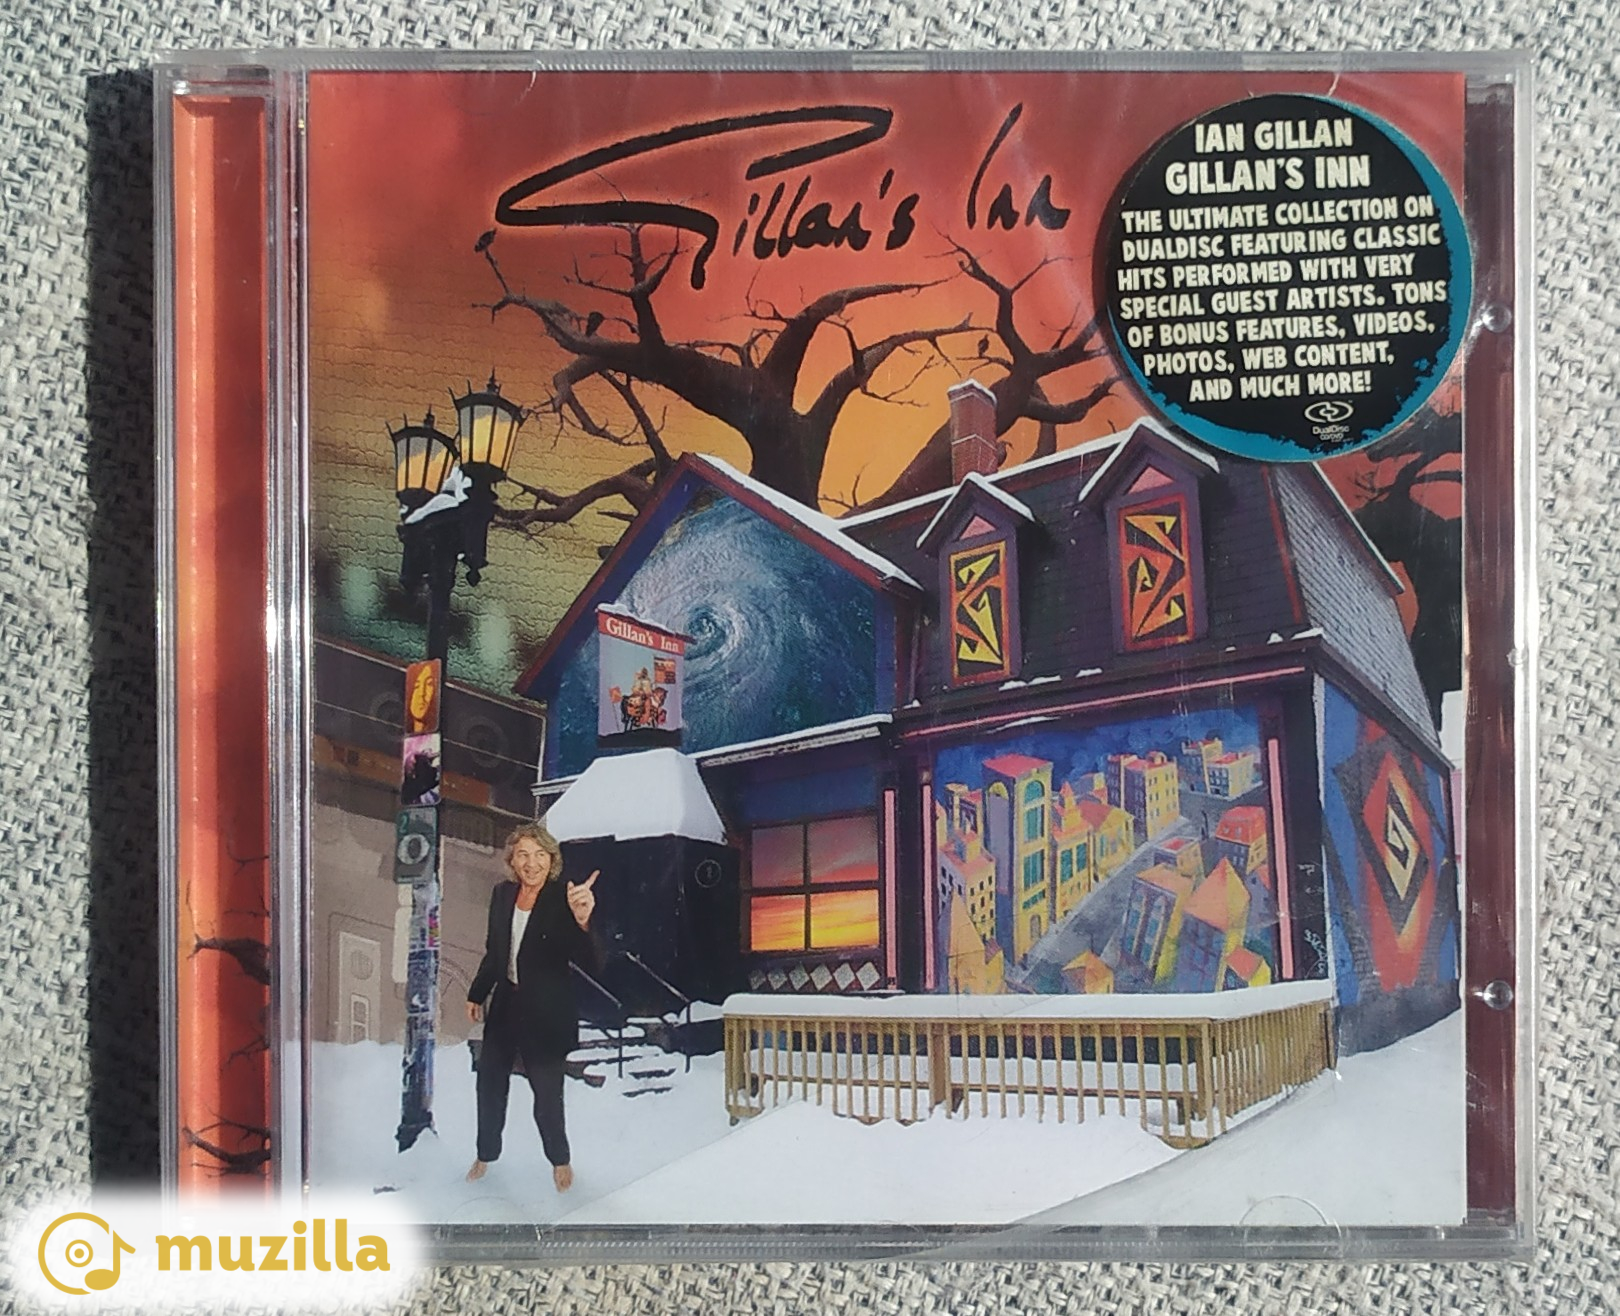 Gillan's Inn
IAN GILLAN
GILLAN'S INN
THE ULTIMATE COLLECTION ON
DUALDISC FEATURING CLASSIC
HITS PERFORMED WITH VERY
SPECIAL GUEST ARTISTS. TONS
OF BONUS FEATURES, VIDEOS,
PHOTOS, WEB CONTENT,
AND MUCH MORE!
DualDisc
Gillan's Inn
muzilla